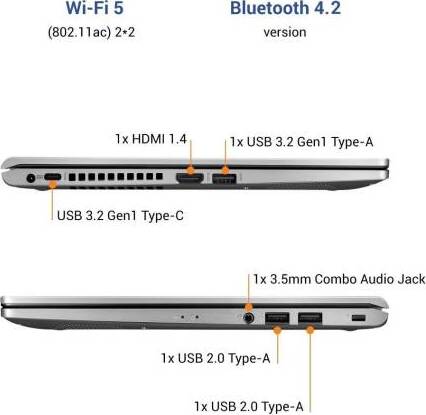 Wi-Fi 5
(802.11ac) 2*2
Bluetooth 4.2
version
1x HDMI 1.4
1x USB 3.2 Gen1 Type-A
USB 3.2 Gen1 Type-C
1x 3.5mm Combo Audio Jack
1x USB 2.0 Type-A
1x USB 2.0 Type-A